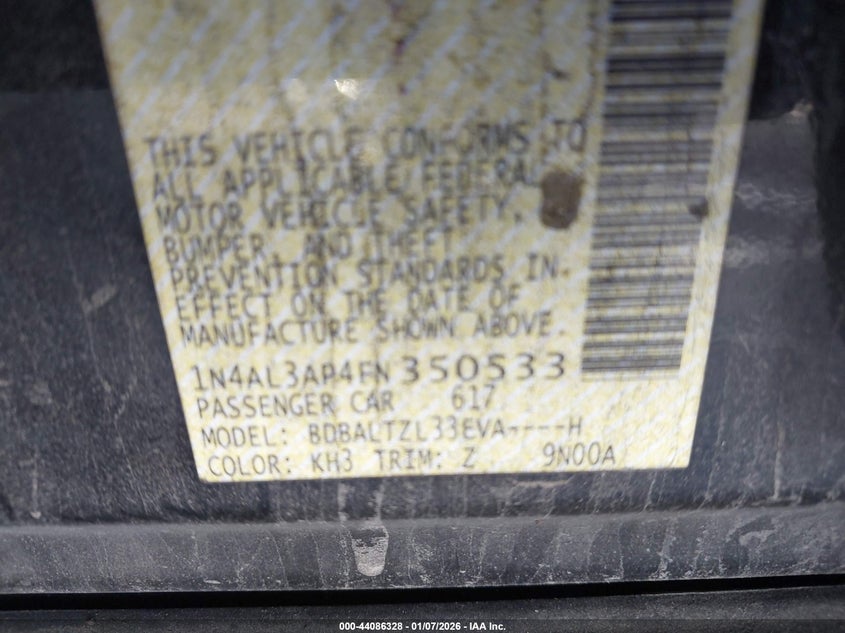 THIS VEHICLE CONFORMS TO
ALL APPLICABLE FEDERAL
MOTOR VEHICLE SAFETY,
BUMPER, AND THEFT
PREVENTION STANDARDS IN
EFFECT ON THE DATE OF
MANUFACTURE SHOWN ABOVE.
1N4AL3AP4FN350533
PASSENGER CAR 617
MODEL: BDBALTZL33EVA----H
COLOR: KH3 TRIM: Z 9N00A
000-44086328 - 01/07/2026 - IAA Inc.